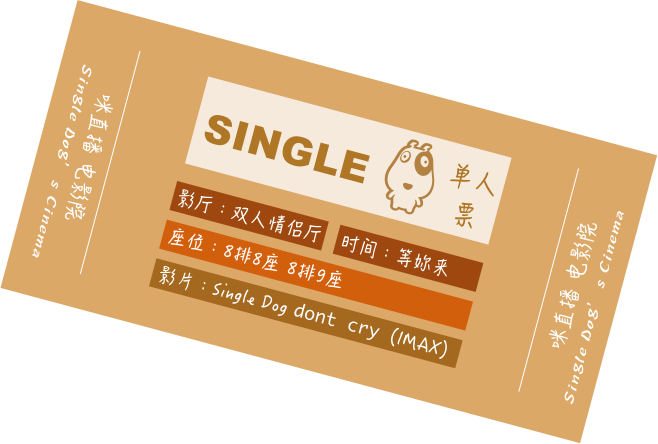 咪直播 电影院
Single Dog’s Cinema
SINGLE
单人
票
影厅：双人情侣厅
时间：等妳来
座位：8排8座 8排9座
影片：Single Dog dont cry (IMAX)
咪直播 电影院
Single Dog’s Cinema